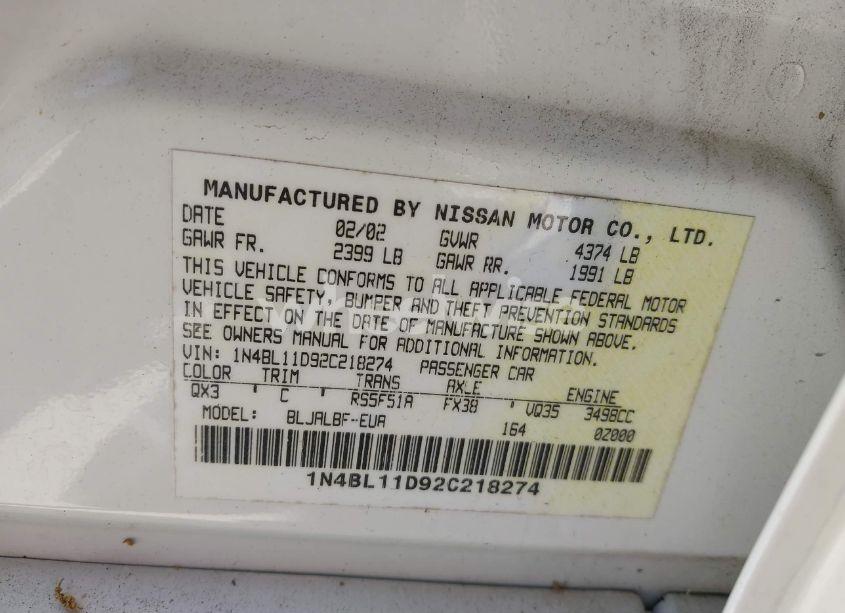 MANUFACTURED BY NISSAN MOTOR CO., LTD.
DATE 02/02 GVWR 4374 LB
GAWR FR. 2399 LB GAWR RR. 1991 LB
THIS VEHICLE CONFORMS TO ALL APPLICABLE FEDERAL MOTOR
VEHICLE SAFETY, BUMPER AND THEFT PREVENTION STANDARDS
IN EFFECT ON THE DATE OF MANUFACTURE SHOWN ABOVE.
SEE OWNERS MANUAL FOR ADDITIONAL INFORMATION.
VIN: 1N4BL11D92C218274 PASSENGER CAR
COLOR TRIM TRANS AXLE ENGINE
QX3 ' C ' RS5F51A FX38 ' VQ35 3498CC
MODEL: BLJALBF-EUA 164 0Z000
1N4BL11D92C218274